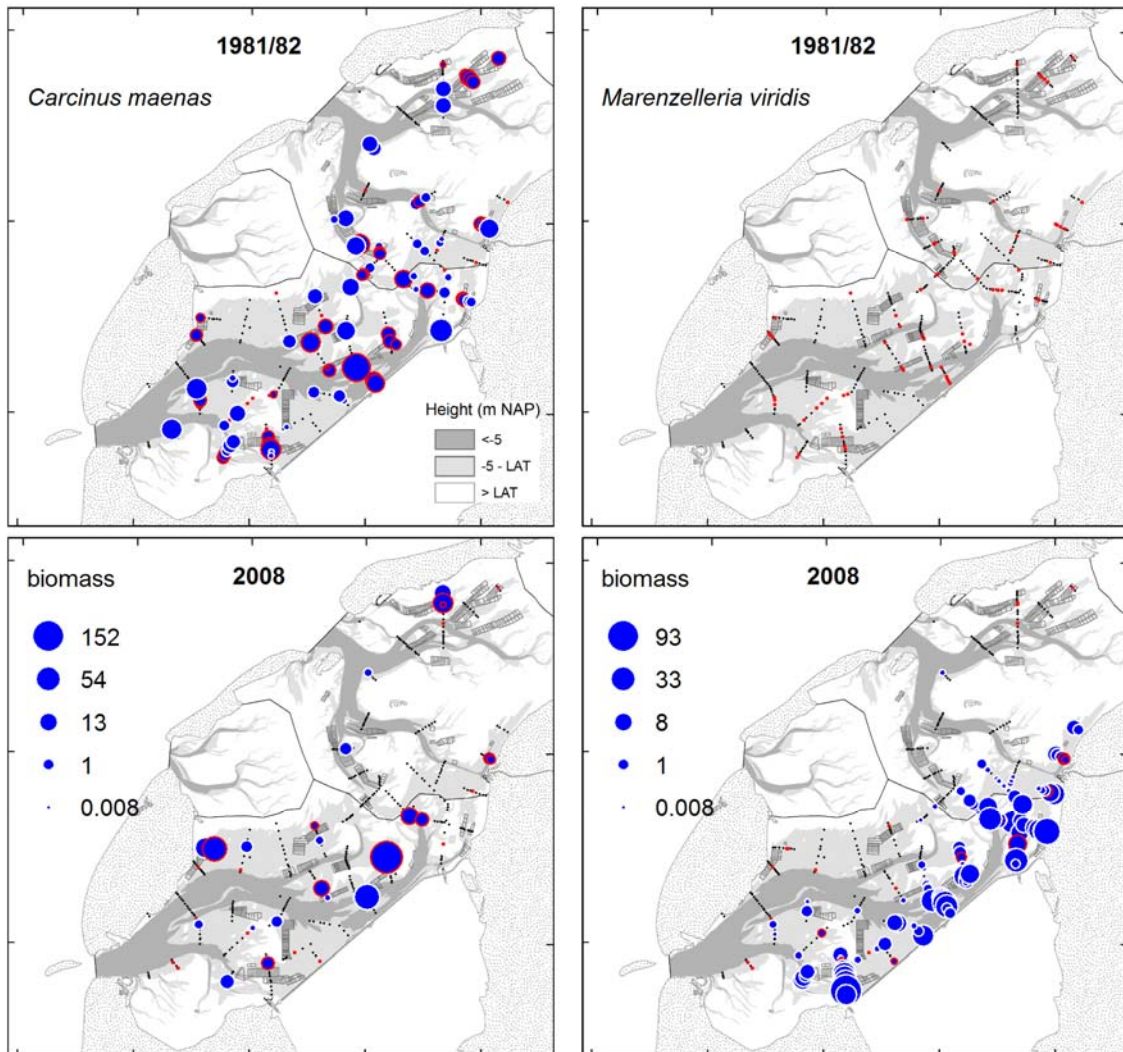 1981/82
Carcinus maenas
Height (m NAP)
<-5
-5 - LAT
> LAT
1981/82
Marenzelleria viridis
biomass
2008
152
54
13
1
0.008
biomass
2008
93
33
8
1
0.008